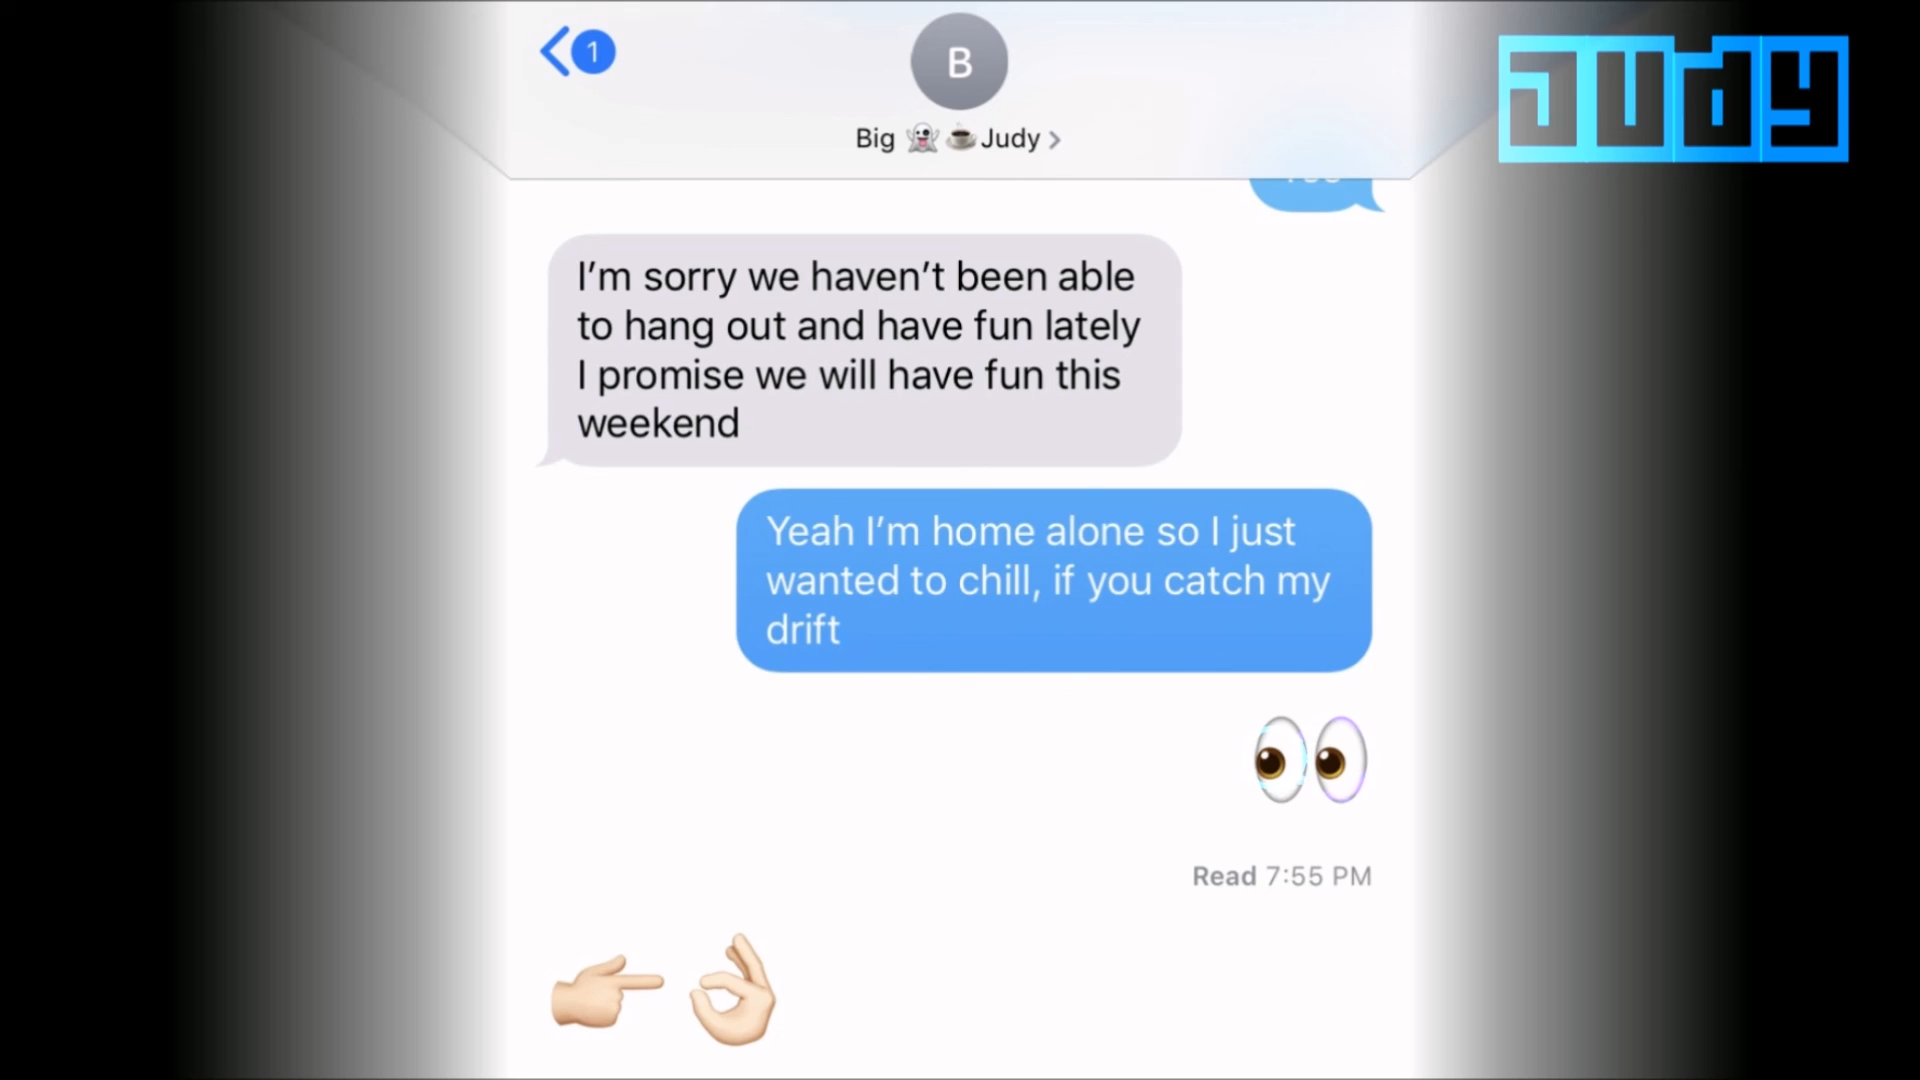 1
B
Big 👻☕Judy >
Judy
I'm sorry we haven't been able
to hang out and have fun lately
I promise we will have fun this
weekend
Yeah I'm home alone so I just
wanted to chill, if you catch my
drift
👀
Read 7:55 PM
👉🏻👌🏻